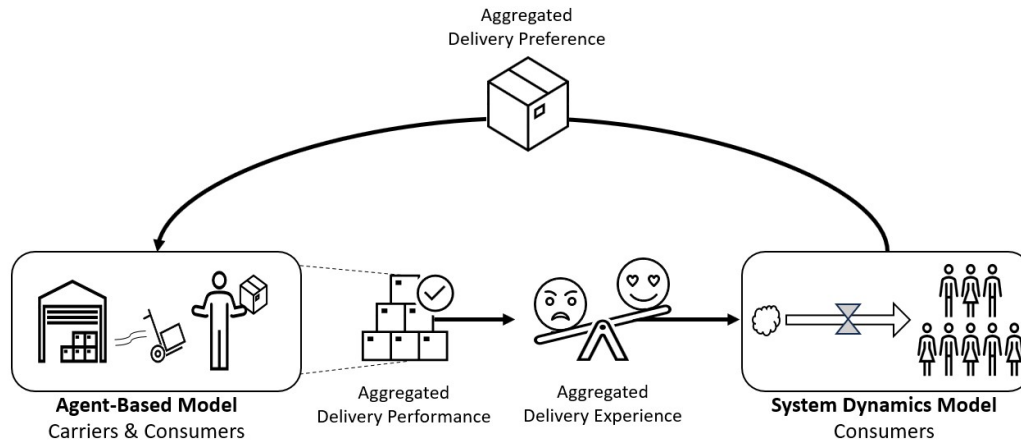 Aggregated
Delivery Preference
Aggregated
Delivery Performance
Aggregated
Delivery Experience
Agent-Based Model
Carriers & Consumers
System Dynamics Model
Consumers